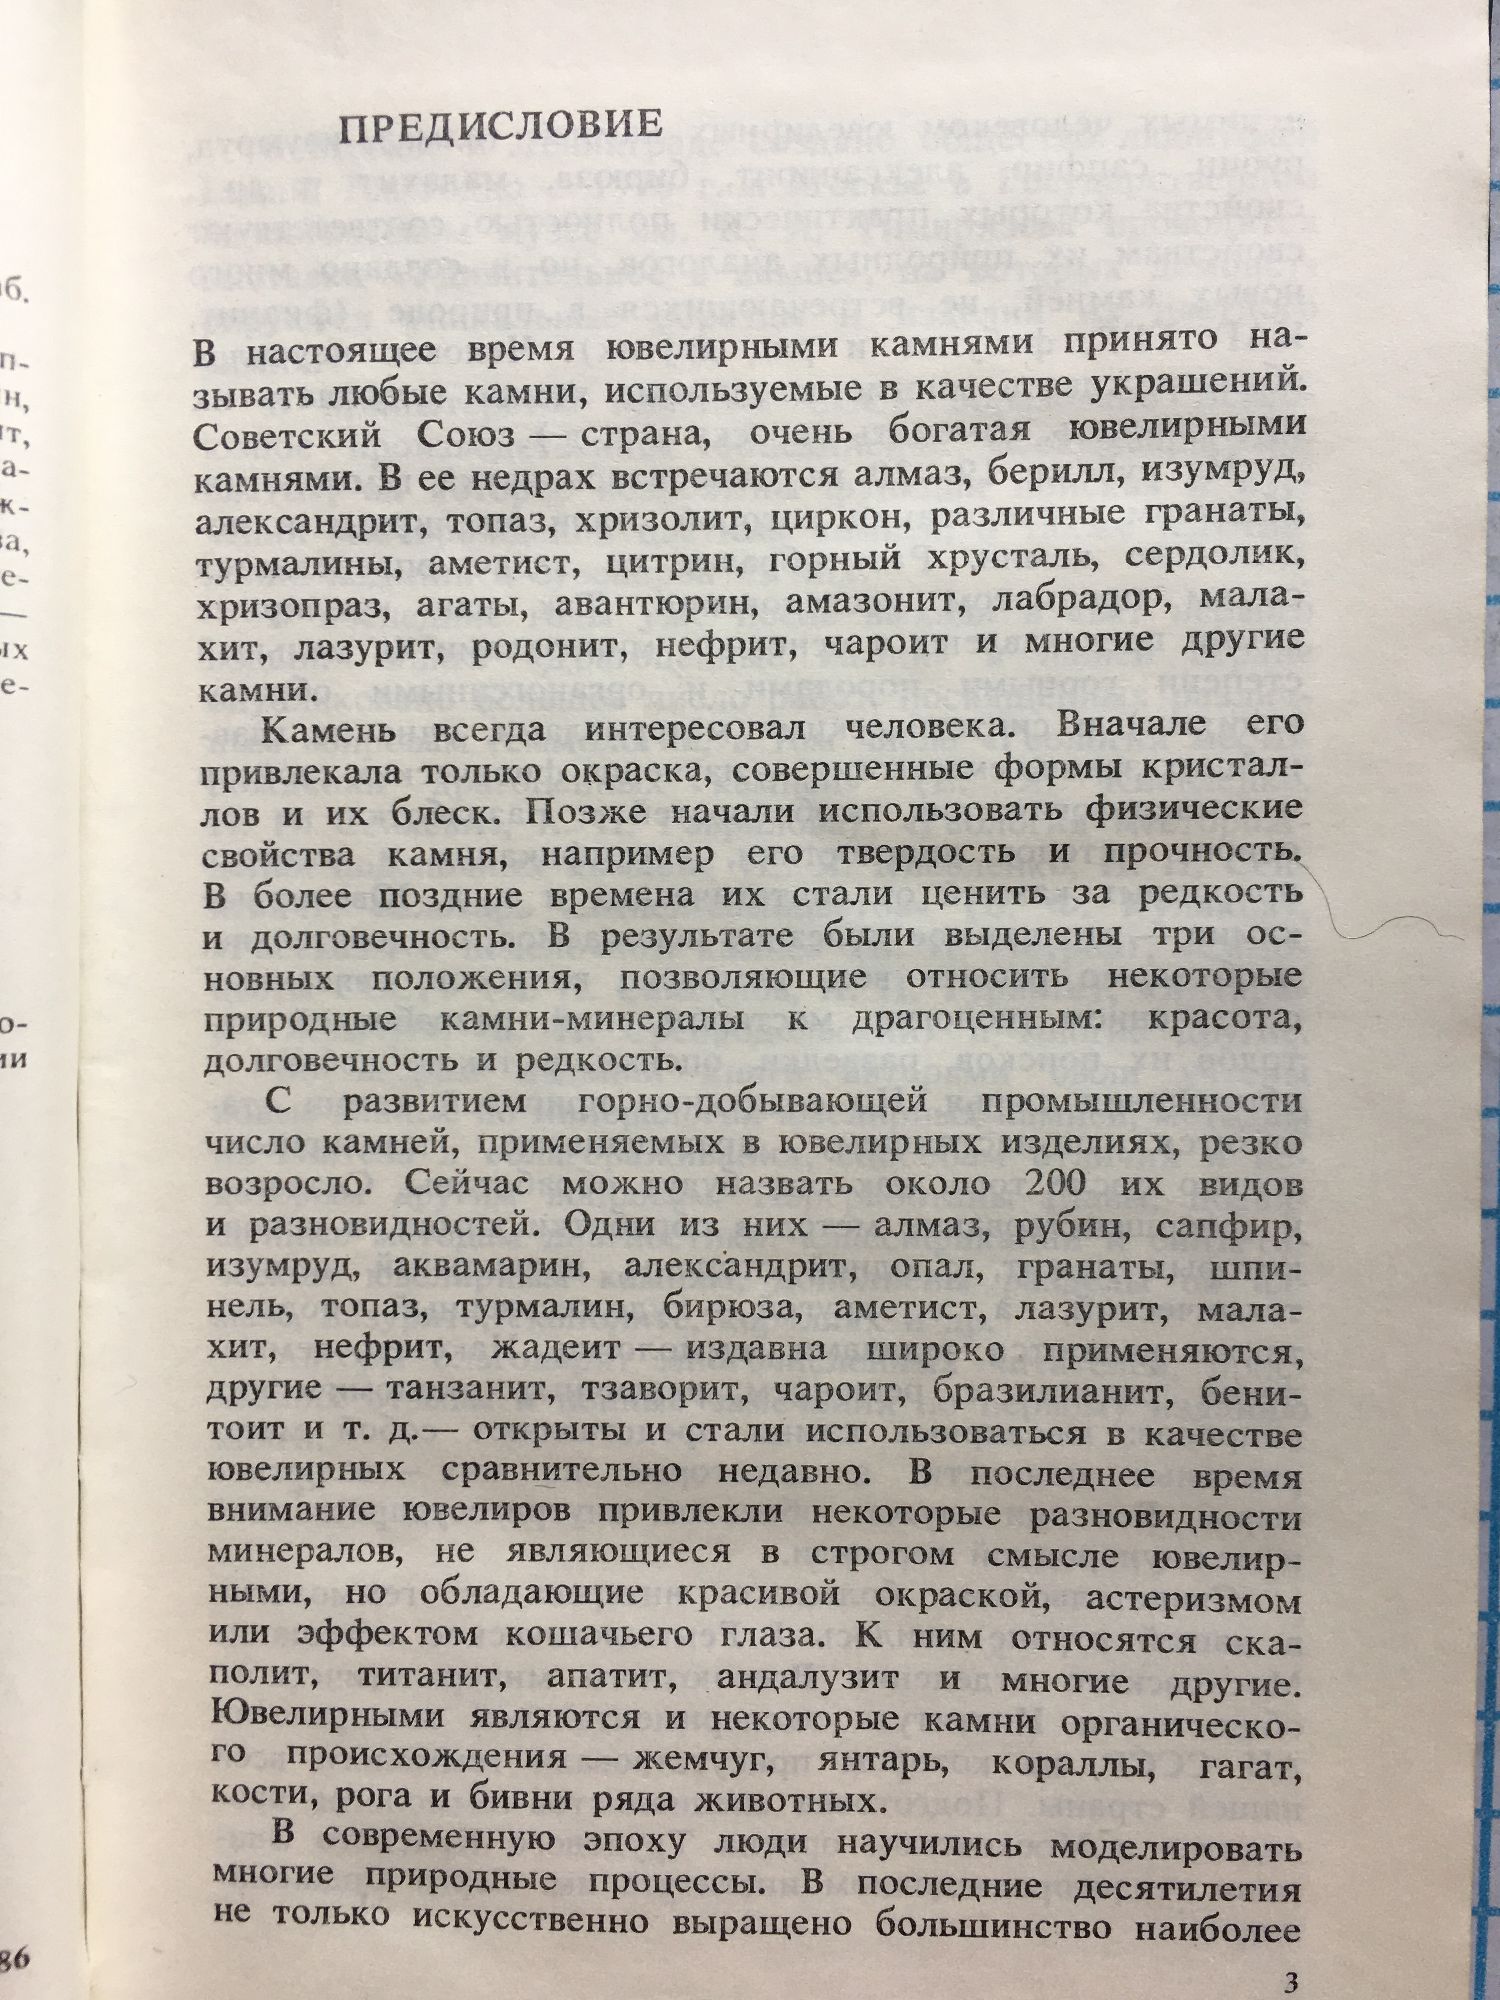 ПРЕДИСЛОВИЕ
В настоящее время ювелирными камнями принято на-
зывать любые камни, используемые в качестве украшений.
Советский Союз — страна, очень богатая ювелирными
камнями. В ее недрах встречаются алмаз, берилл, изумруд,
александрит, топаз, хризолит, циркон, различные гранаты,
турмалины, аметист, цитрин, горный хрусталь, сердолик,
хризопраз, агаты, авантюрин, амазонит, лабрадор, мала-
хит, лазурит, родонит, нефрит, чароит и многие другие
камни.
Камень всегда интересовал человека. Вначале его
привлекала только окраска, совершенные формы кристал-
лов и их блеск. Позже начали использовать физические
свойства камня, например его твердость и прочность.
В более поздние времена их стали ценить за редкость
и долговечность. В результате были выделены три ос-
новных положения, позволяющие относить некоторые
природные камни-минералы к драгоценным: красота,
долговечность и редкость.
С развитием горно-добывающей промышленности
число камней, применяемых в ювелирных изделиях, резко
возросло. Сейчас можно назвать около 200 их видов
и разновидностей. Одни из них — алмаз, рубин, сапфир,
изумруд, аквамарин, александрит, опал, гранаты, шпи-
нель, топаз, турмалин, бирюза, аметист, лазурит, мала-
хит, нефрит, жадеит — издавна широко применяются,
другие — танзанит, тзаворит, чароит, бразилианит, бени-
тоит и т. д.— открыты и стали использоваться в качестве
ювелирных сравнительно недавно. В последнее время
внимание ювелиров привлекли некоторые разновидности
минералов, не являющиеся в строгом смысле ювелир-
ными, но обладающие красивой окраской, астеризмом
или эффектом кошачьего глаза. К ним относятся ска-
полит, титанит, апатит, андалузит и многие другие.
Ювелирными являются и некоторые камни органическо-
го происхождения — жемчуг, янтарь, кораллы, гагат,
кости, рога и бивни ряда животных.
В современную эпоху люди научились моделировать
многие природные процессы. В последние десятилетия
не только искусственно выращено большинство наиболее
3